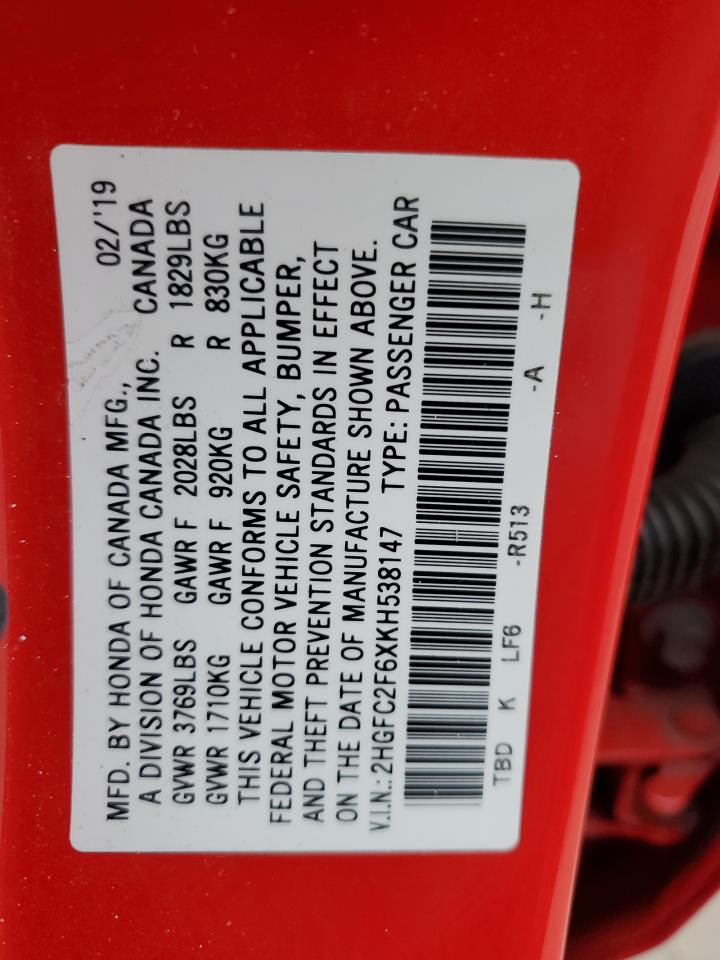 MFD. BY HONDA OF CANADA MFG., 02/'19
A DIVISION OF HONDA CANADA INC. CANADA
GVWR 3769LBS GAWR F 2028LBS R 1829LBS
GVWR 1710KG GAWR F 920KG R 830KG
THIS VEHICLE CONFORMS TO ALL APPLICABLE
FEDERAL MOTOR VEHICLE SAFETY, BUMPER,
AND THEFT PREVENTION STANDARDS IN EFFECT
ON THE DATE OF MANUFACTURE SHOWN ABOVE.
V.I.N.: 2HGFC2F6XKH538147 TYPE: PASSENGER CAR
TBD K LF6 -R513 -A -H